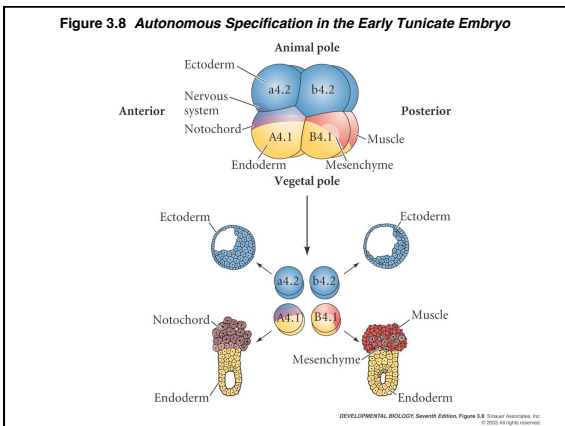 Figure 3.8 Autonomous Specification in the Early Tunicate Embryo
Animal pole
Ectoderm
a4.2 b4.2
Nervous
system
Anterior
Posterior
Notochord
A4.1 B4.1
Muscle
Endoderm
Mesenchyme
Vegetal pole
Ectoderm
Ectoderm
a4.2 b4.2
A4.1 B4.1
Notochord
Muscle
Mesenchyme
Endoderm
Endoderm
DEVELOPMENTAL BIOLOGY, Seventh Edition, Figure 3.8 Sinauer Associates, Inc.
© 2003 All rights reserved.